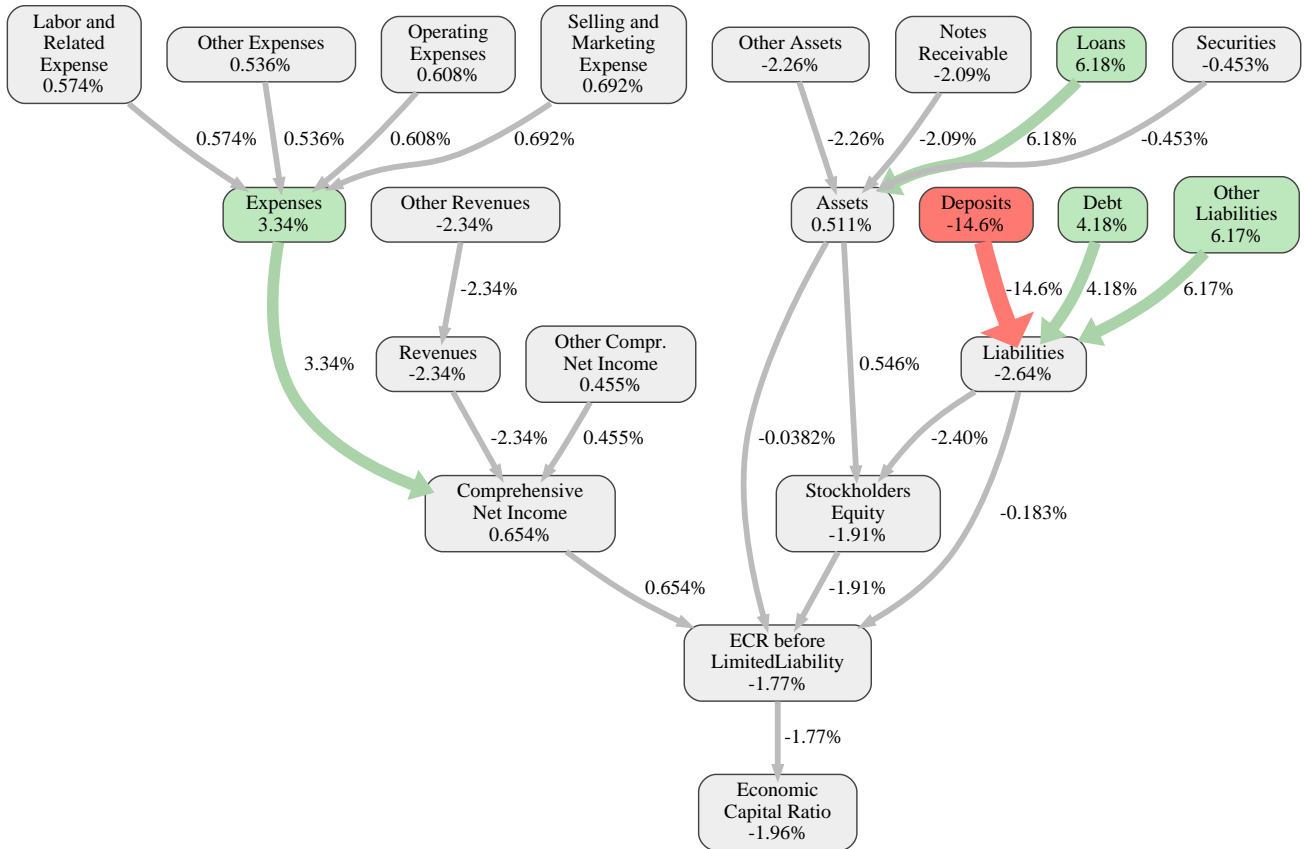 Labor and
Related
Expense
0.574%
Other Expenses
0.536%
Operating
Expenses
0.608%
Selling and
Marketing
Expense
0.692%
Other Assets
-2.26%
Notes
Receivable
-2.09%
Loans
6.18%
Securities
-0.453%
0.574%
0.536%
0.608%
0.692%
-2.26%
-2.09%
6.18%
-0.453%
Expenses
3.34%
Other Revenues
-2.34%
Assets
0.511%
Deposits
-14.6%
Debt
4.18%
Other
Liabilities
6.17%
-2.34%
-14.6%
4.18%
6.17%
3.34%
Revenues
-2.34%
Other Compr.
Net Income
0.455%
0.546%
Liabilities
-2.64%
-2.34%
0.455%
-0.0382%
-2.40%
Comprehensive
Net Income
0.654%
Stockholders
Equity
-1.91%
-0.183%
0.654%
-1.91%
ECR before
LimitedLiability
-1.77%
-1.77%
Economic
Capital Ratio
-1.96%